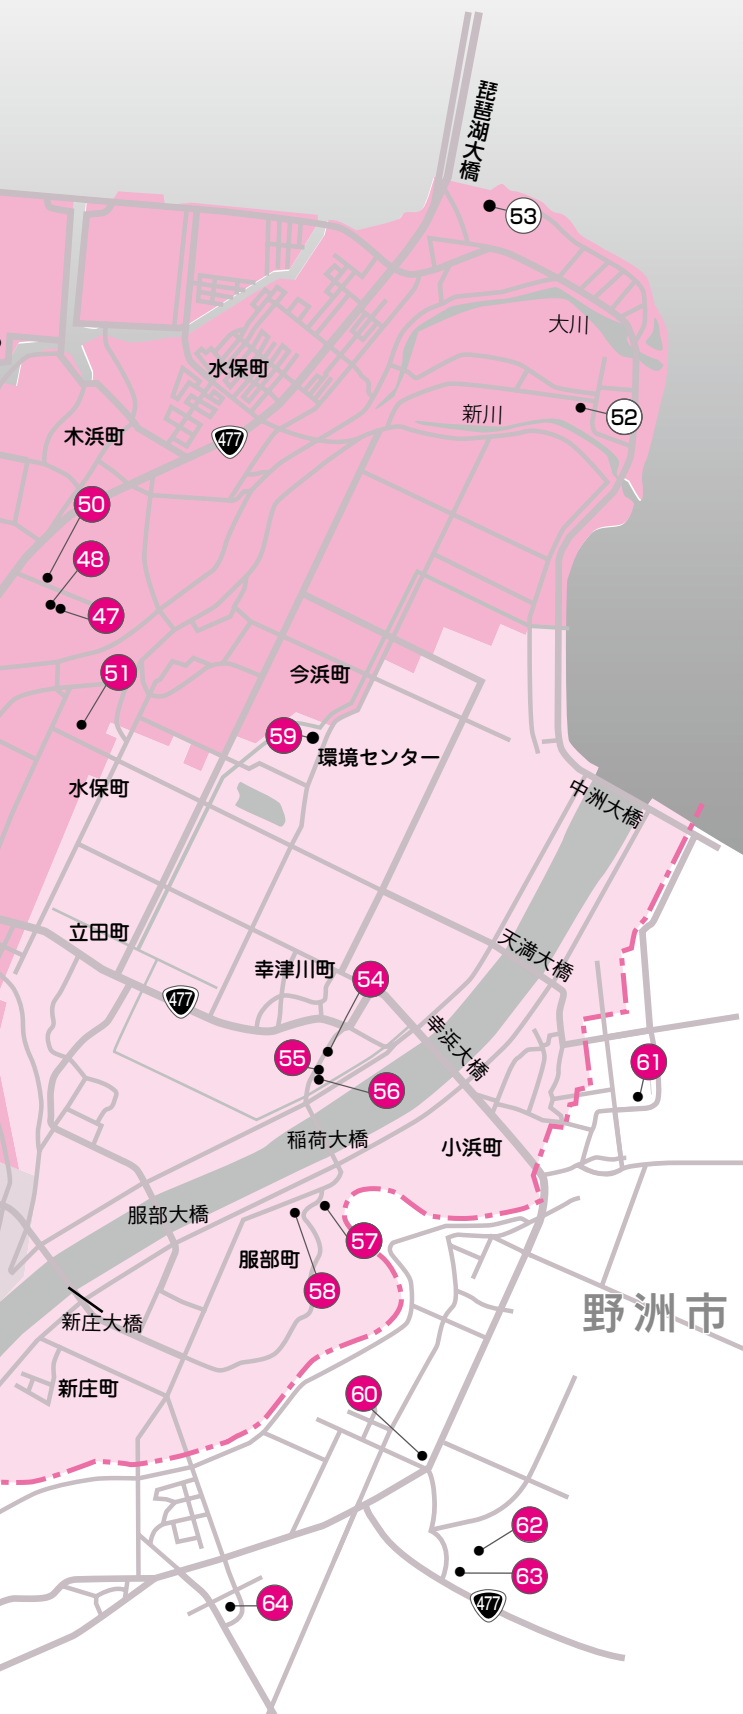 琵琶湖大橋
53
大川
水保町
新川
52
木浜町
477
50
48
47
51
今浜町
59
環境センター
水保町
中洲大橋
立田町
天満大橋
幸津川町
54
477
幸浜大橋
55
56
61
稲荷大橋
小浜町
服部大橋
57
服部町
58
野洲市
新庄大橋
新庄町
60
62
63
64
477